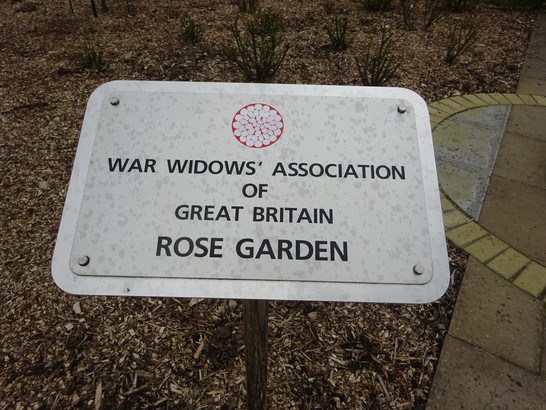 WAR WIDOWS' ASSOCIATION
OF
GREAT BRITAIN
ROSE GARDEN